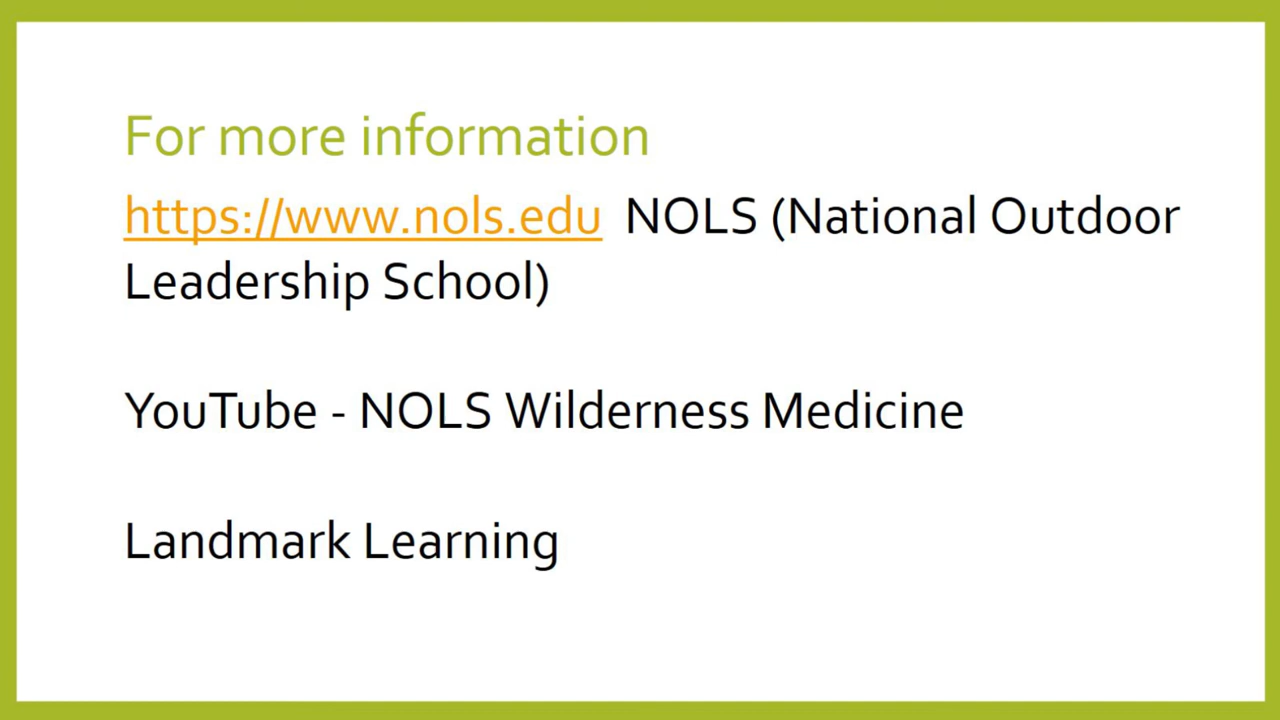 For more information
https://www.nols.edu NOLS (National Outdoor
Leadership School)
YouTube - NOLS Wilderness Medicine
Landmark Learning